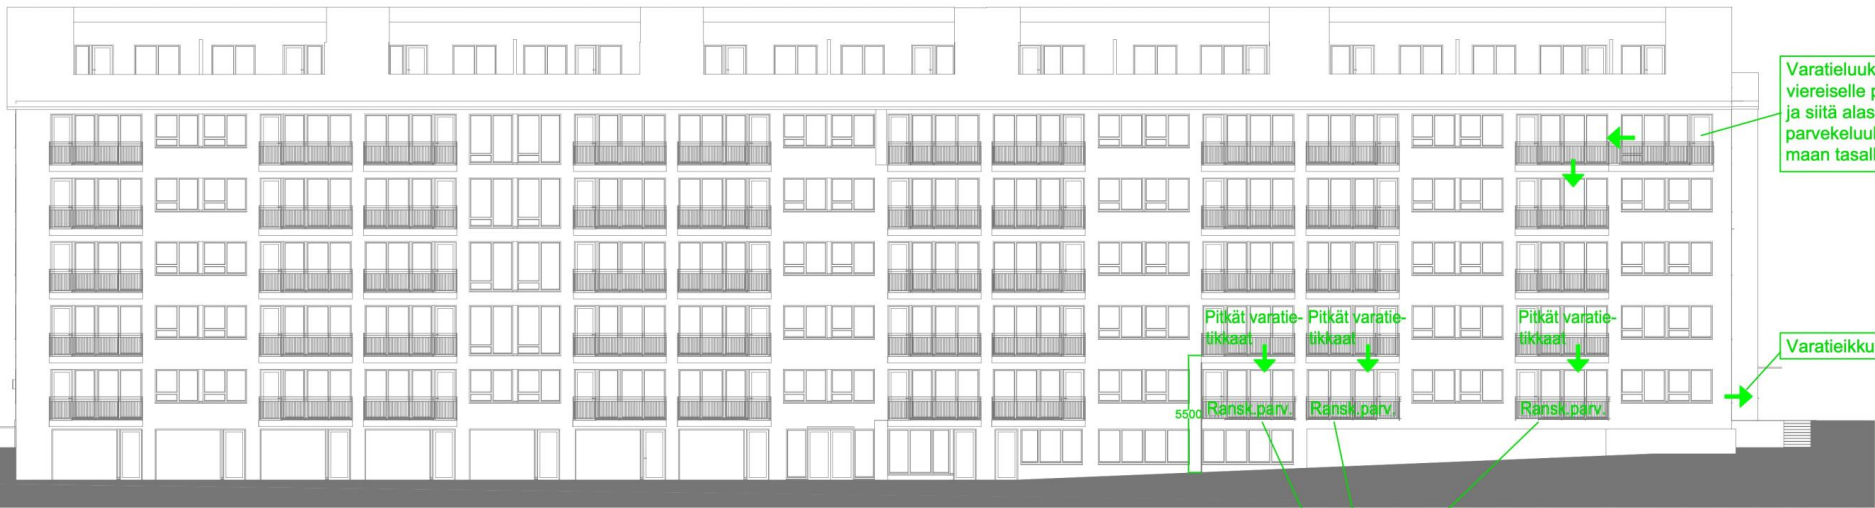 Varatieluuk
viereiselle p
ja siitä alas
parvekeluuk
maan tasall
Pitkät varatie-
tikkaat
Pitkät varatie-
tikkaat
Pitkät varatie-
tikkaat
Varatieikku
5500
Ransk.parv.
Ransk.parv.
Ransk.parv.